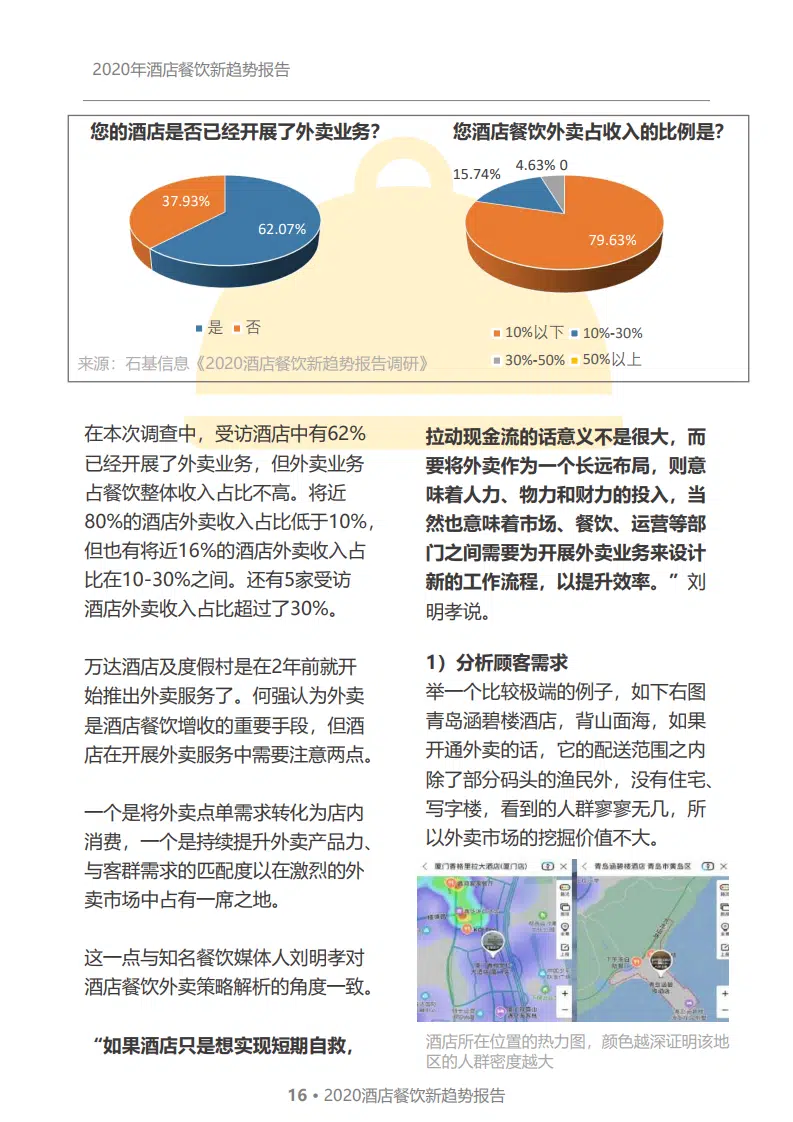 2020年酒店餐饮新趋势报告
您的酒店是否已经开展了外卖业务？
37.93%
62.07%
是 否
您酒店餐饮外卖占收入的比例是？
15.74%
4.63% 0
79.63%
10%以下 10%-30%
30%-50% 50%以上
来源：石基信息《2020酒店餐饮新趋势报告调研》
在本次调查中，受访酒店中有62%
已经开展了外卖业务，但外卖业务
占餐饮整体收入占比不高。将近
80%的酒店外卖收入占比低于10%，
但也有将近16%的酒店外卖收入占
比在10-30%之间。还有5家受访
酒店外卖收入占比超过了30%。
万达酒店及度假村是在2年前就开
始推出外卖服务了。何强认为外卖
是酒店餐饮增收的重要手段，但酒
店在开展外卖服务中需要注意两点。
一个是将外卖点单需求转化为店内
消费，一个是持续提升外卖产品力、
与客群需求的匹配度以在激烈的外
卖市场中占有一席之地。
这一点与知名餐饮媒体人刘明孝对
酒店餐饮外卖策略解析的角度一致。
“如果酒店只是想实现短期自救，
拉动现金流的话意义不是很大，而
要将外卖作为一个长远布局，则意
味着人力、物力和财力的投入，当
然也意味着市场、餐饮、运营等部
门之间需要为开展外卖业务来设计
新的工作流程，以提升效率。”刘
明孝说。
1）分析顾客需求
举一个比较极端的例子，如下右图
青岛涵碧楼酒店，背山面海，如果
开通外卖的话，它的配送范围之内
除了部分码头的渔民外，没有住宅、
写字楼，看到的人群寥寥无几，所
以外卖市场的挖掘价值不大。
厦门香格里拉大酒店(厦门店)
青岛涵碧楼酒店 青岛市黄岛区
酒店所在位置的热力图，颜色越深证明该地
区的人群密度越大
16 • 2020酒店餐饮新趋势报告